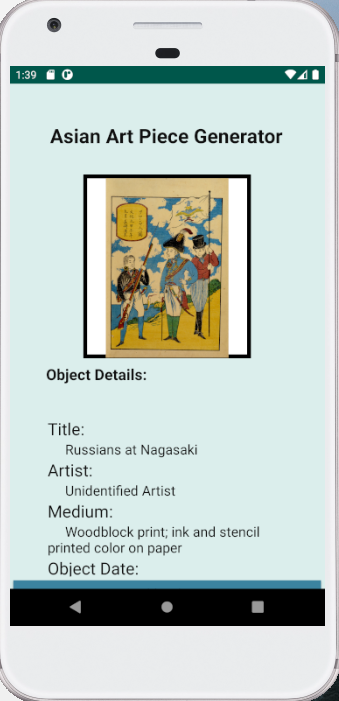 1:39
Asian Art Piece Generator
Object Details:
Title:
Russians at Nagasaki
Artist:
Unidentified Artist
Medium:
Woodblock print; ink and stencil
printed color on paper
Object Date: